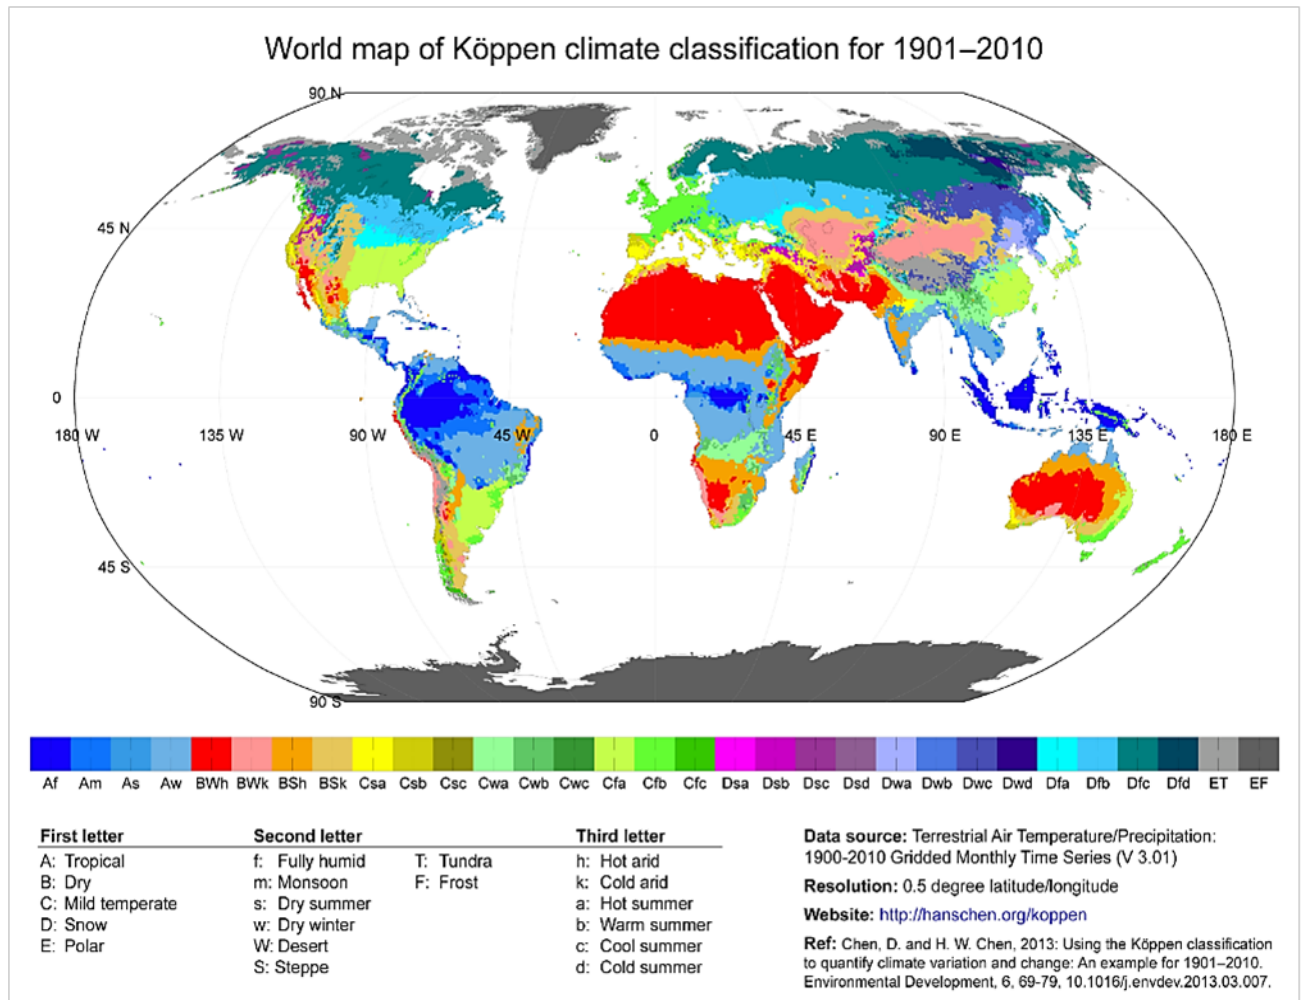 World map of Köppen climate classification for 1901–2010
90 N
45 N
0
180 W
135 W
90 W
45 W
0
45 E
90 E
135 E
180 E
45 S
90 S
Af Am As Aw BWh BWk BSh BSk Csa Csb Csc Cwa Cwb Cwc Cfa Cfb Cfc Dsa Dsb Dsc Dsd Dwa Dwb Dwc Dwd Dfa Dfb Dfc Dfd ET EF
First letter
A: Tropical
B: Dry
C: Mild temperate
D: Snow
E: Polar
Second letter
f: Fully humid
m: Monsoon
s: Dry summer
w: Dry winter
W: Desert
S: Steppe
T: Tundra
F: Frost
Third letter
h: Hot arid
k: Cold arid
a: Hot summer
b: Warm summer
c: Cool summer
d: Cold summer
Data source: Terrestrial Air Temperature/Precipitation:
1900-2010 Gridded Monthly Time Series (V 3.01)
Resolution: 0.5 degree latitude/longitude
Website: http://hanschen.org/koppen
Ref: Chen, D. and H. W. Chen, 2013: Using the Köppen classification
to quantify climate variation and change: An example for 1901–2010.
Environmental Development, 6, 69-79, 10.1016/j.envdev.2013.03.007.